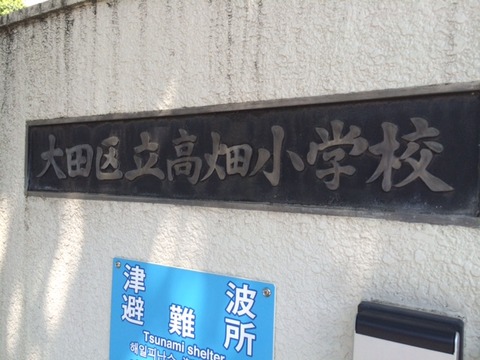 大田区立高畑小学校
津波
避難所
Tsunami shelter